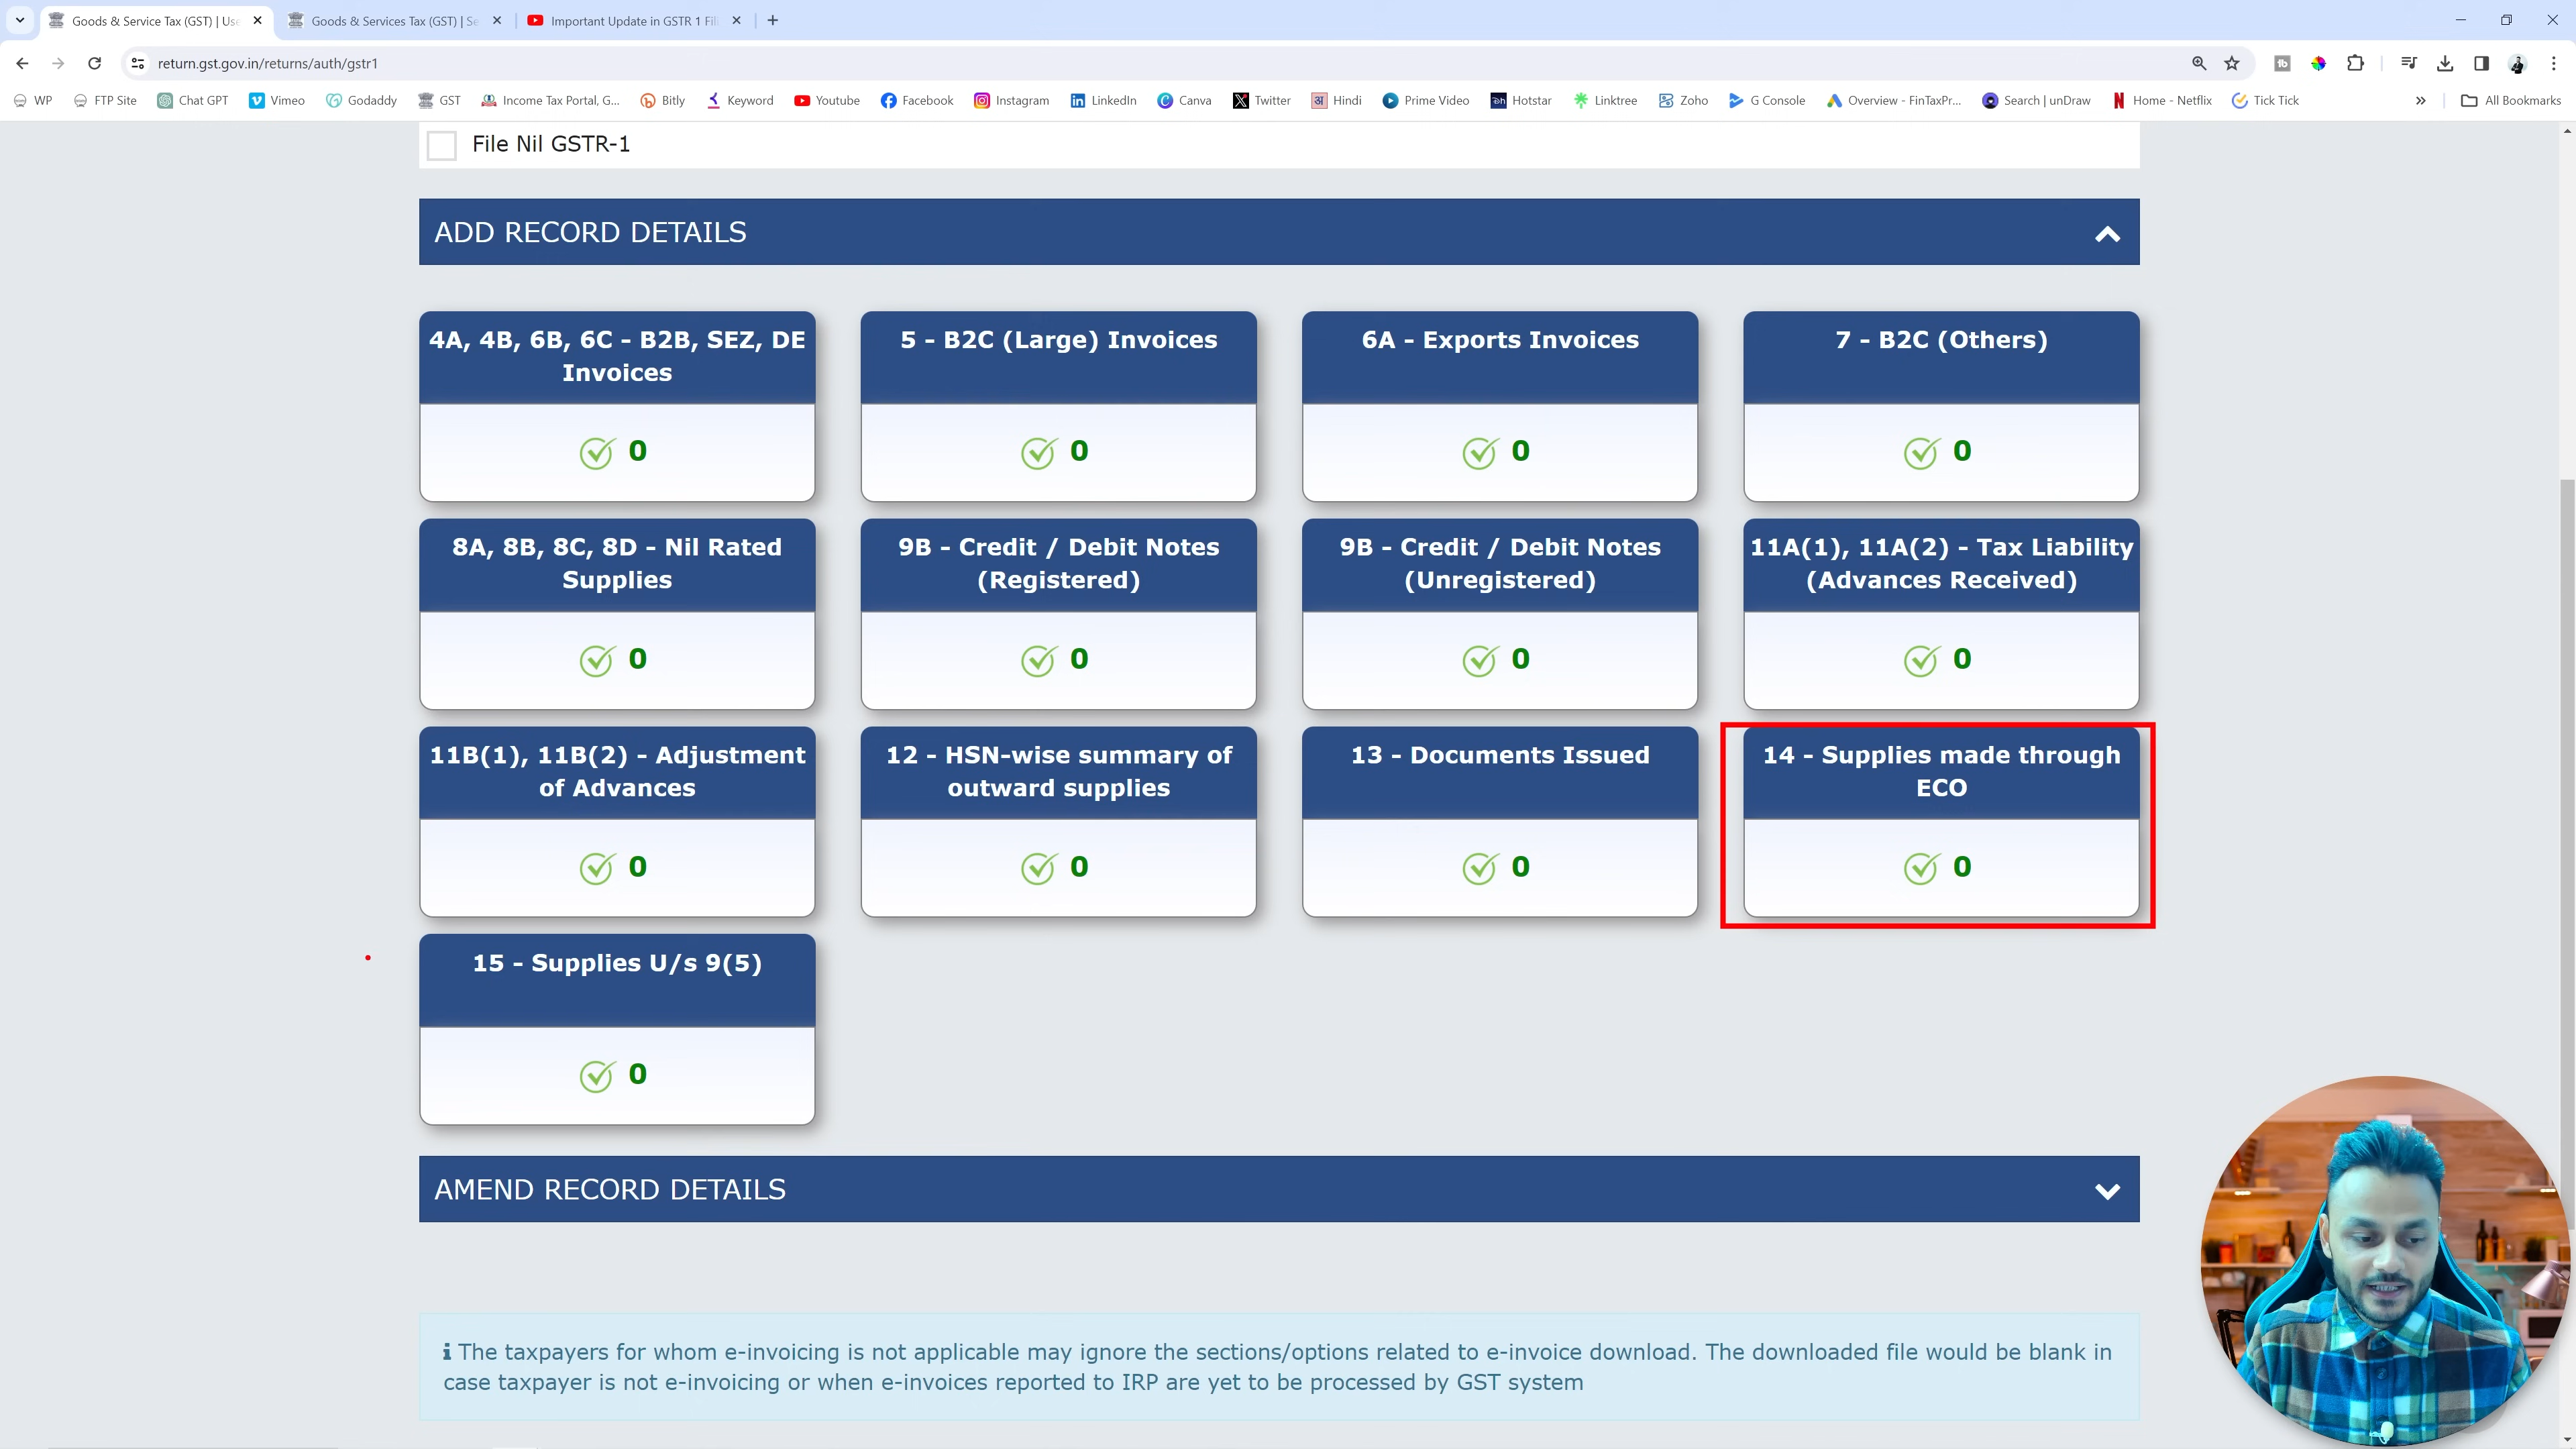 Goods & Service Tax (GST) | Use
Goods & Services Tax (GST) | Se
Important Update in GSTR 1 Fili
return.gst.gov.in/returns/auth/gstr1
WP FTP Site Chat GPT Vimeo Godaddy GST Income Tax Portal, G... Bitly Keyword Youtube Facebook Instagram LinkedIn Canva Twitter Hindi Prime Video Hotstar Linktree Zoho G Console Overview - FinTaxPr... Search | unDraw Home - Netflix Tick Tick » All Bookmarks
File Nil GSTR-1
ADD RECORD DETAILS
4A, 4B, 6B, 6C - B2B, SEZ, DE
Invoices
0
5 - B2C (Large) Invoices
0
6A - Exports Invoices
0
7 - B2C (Others)
0
8A, 8B, 8C, 8D - Nil Rated
Supplies
0
9B - Credit / Debit Notes
(Registered)
0
9B - Credit / Debit Notes
(Unregistered)
0
11A(1), 11A(2) - Tax Liability
(Advances Received)
0
11B(1), 11B(2) - Adjustment
of Advances
0
12 - HSN-wise summary of
outward supplies
0
13 - Documents Issued
0
14 - Supplies made through
ECO
0
15 - Supplies U/s 9(5)
0
AMEND RECORD DETAILS
The taxpayers for whom e-invoicing is not applicable may ignore the sections/options related to e-invoice download. The downloaded file would be blank in
case taxpayer is not e-invoicing or when e-invoices reported to IRP are yet to be processed by GST system